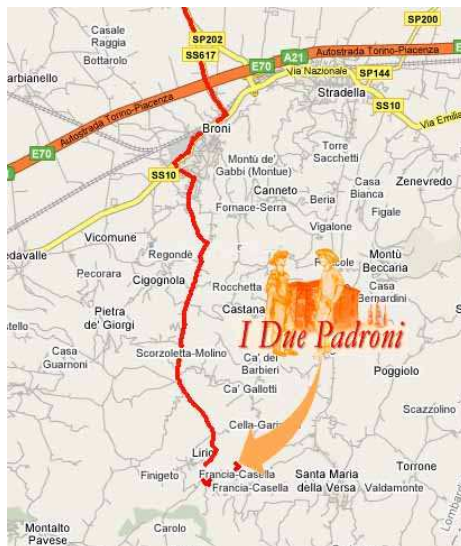 SP200
Casale
Raggia
SP202
SS617
Bottarolo
A21
Autostrada Torino-Piacenza
E70
Via Nazionale
SP144
Barbianello
Stradella
SS10
Autostrada Torino-Piacenza
Via Emilia
Broni
E70
Torre
Sacchetti
Montù de'
Gabbi (Montue)
SS10
Casa
Bianca
Zenevredo
Canneto
Beria
Fornace-Serra
Figale
Vigalone
Vicomune
edavalle
Regondè
Montù
Beccaria
Pecorara
Cigognola
Rocchetta
Casa
Bernardini
Castana
Pietra
de' Giorgi
I Due Padroni
Casa
Guarnoni
Scorzoletta-Molino
Ca' dei
Barbieri
Poggiolo
Ca' Gallotti
Scazzolino
Lirio
Francia-Casella
Francia-Casella
Finigeto
Santa Maria
della Versa
Torrone
Valdamonte
Montalto
Pavese
Carolo